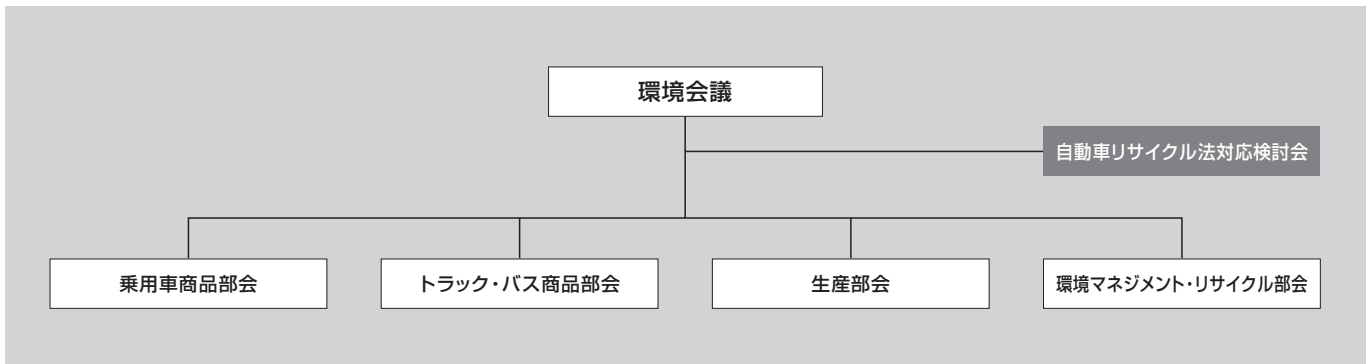 環境会議
自動車リサイクル法対応検討会
乗用車商品部会
トラック・バス商品部会
生産部会
環境マネジメント・リサイクル部会